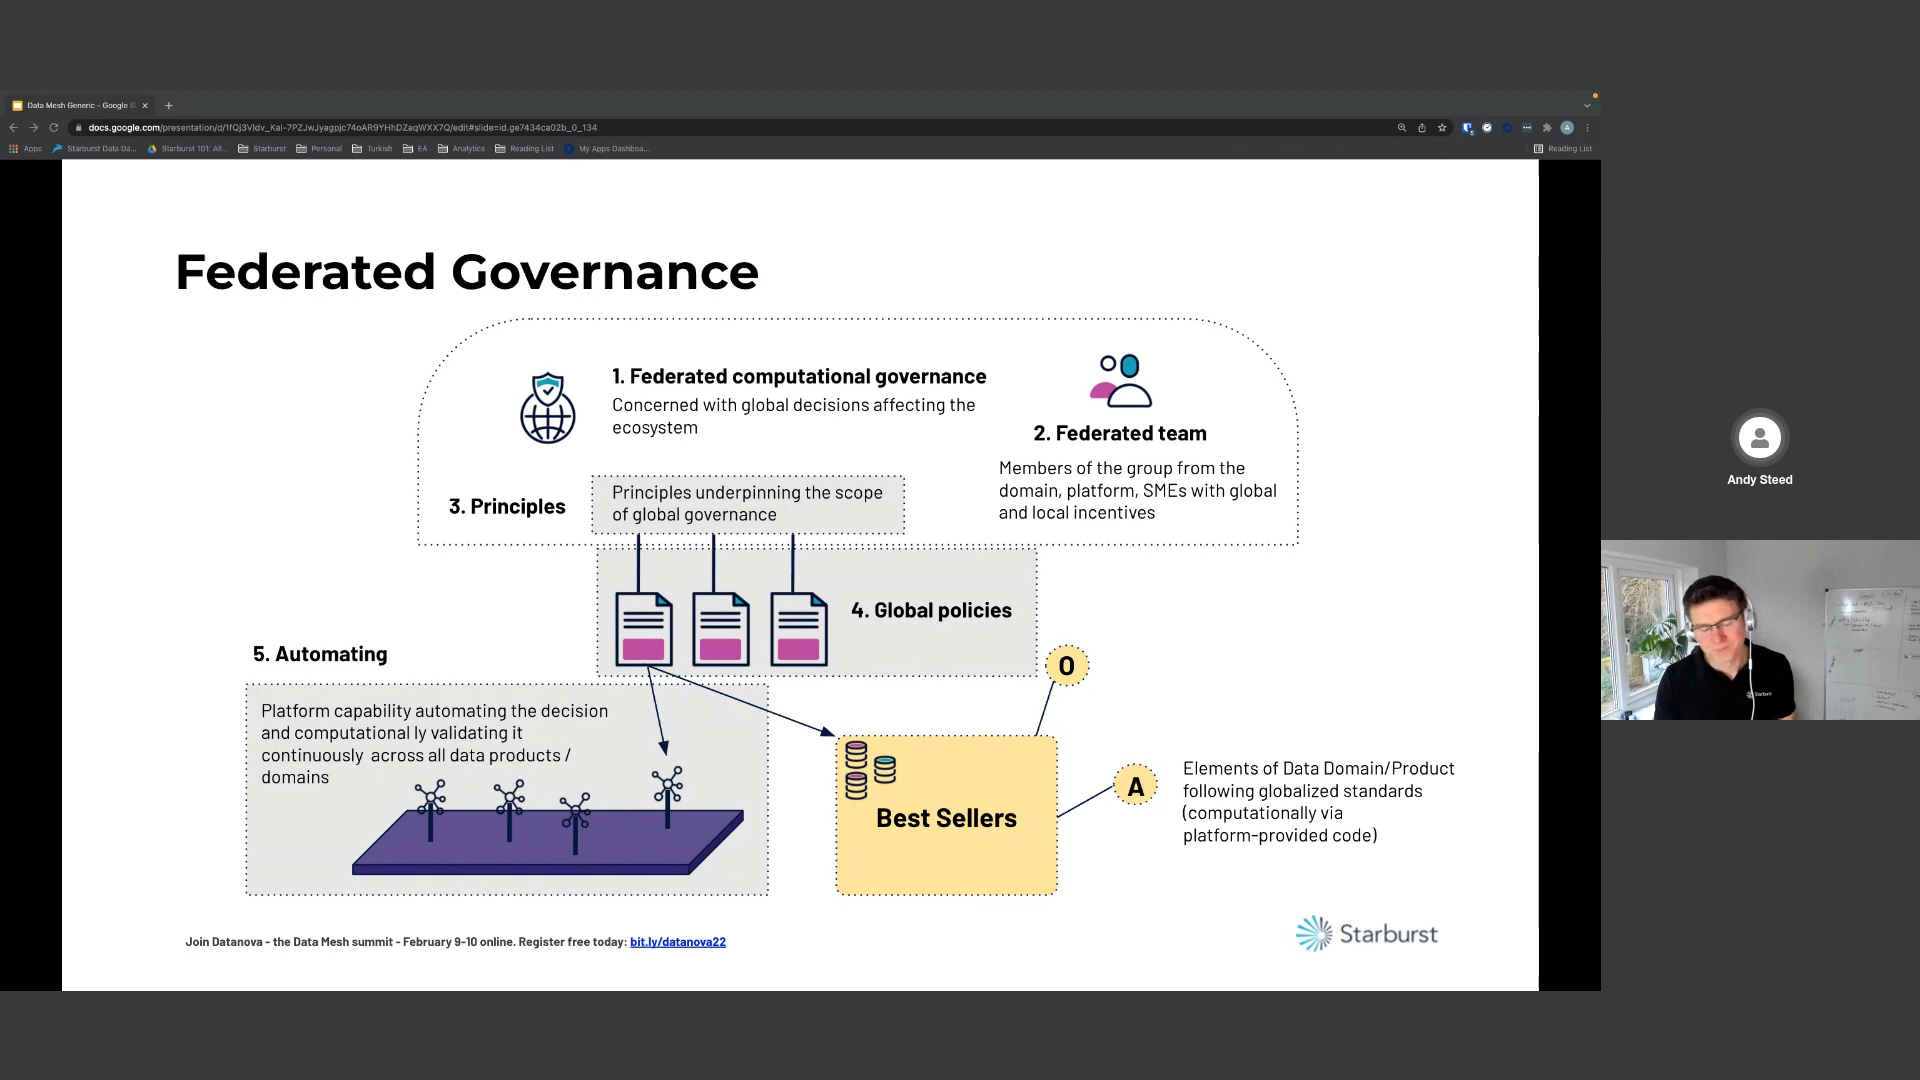 Data Mesh Generic - Google S
docs.google.com/presentation/d/1fQj3VIdv_Kal-7PZJwJyagpjc74oAR9YHhDZaqWXX7Q/edit#slide=id.ge7434ca02b_0_134
Apps Starburst Data Da... Starburst 101: All... Starburst Personal Turkish EA Analytics Reading List My Apps Dashboa... Reading List
Federated Governance
1. Federated computational governance
Concerned with global decisions affecting the
ecosystem
2. Federated team
Members of the group from the
domain, platform, SMEs with global
and local incentives
3. Principles
Principles underpinning the scope
of global governance
4. Global policies
5. Automating
Platform capability automating the decision
and computational ly validating it
continuously across all data products /
domains
O
A
Best Sellers
Elements of Data Domain/Product
following globalized standards
(computationally via
platform-provided code)
Join Datanova - the Data Mesh summit - February 9-10 online. Register free today: bit.ly/datanova22
Starburst
Andy Steed
Starburst